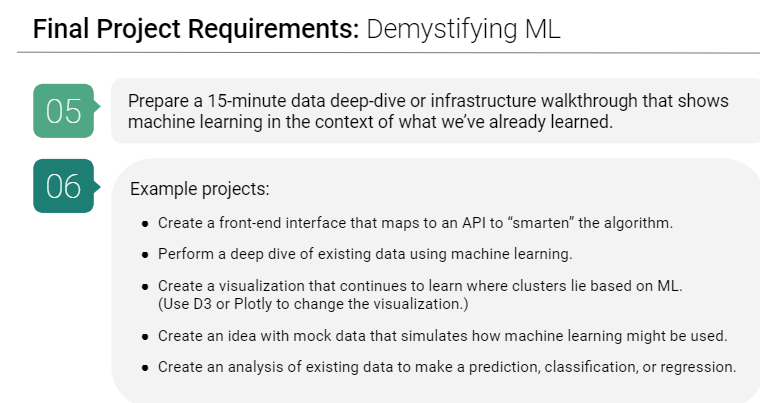 Final Project Requirements: Demystifying ML
05
Prepare a 15-minute data deep-dive or infrastructure walkthrough that shows
machine learning in the context of what we’ve already learned.
06
Example projects:
● Create a front-end interface that maps to an API to “smarten” the algorithm.
● Perform a deep dive of existing data using machine learning.
● Create a visualization that continues to learn where clusters lie based on ML.
(Use D3 or Plotly to change the visualization.)
● Create an idea with mock data that simulates how machine learning might be used.
● Create an analysis of existing data to make a prediction, classification, or regression.